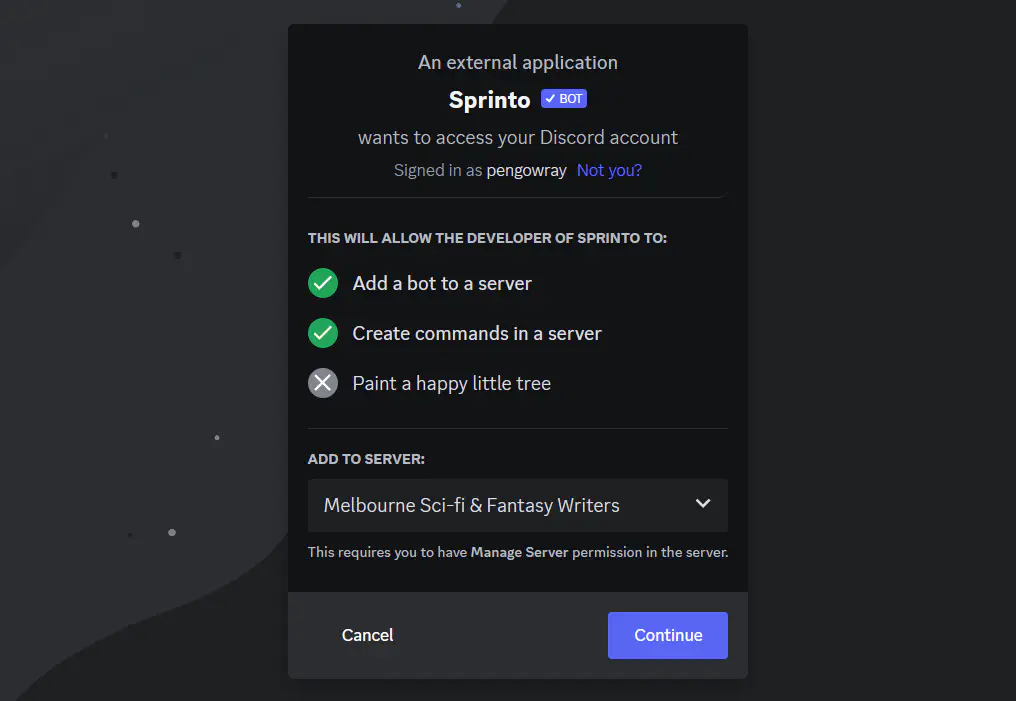 An external application
Sprinto BOT
wants to access your Discord account
Signed in as pengowray Not you?
THIS WILL ALLOW THE DEVELOPER OF SPRINTO TO:
Add a bot to a server
Create commands in a server
Paint a happy little tree
ADD TO SERVER:
Melbourne Sci-fi & Fantasy Writers
This requires you to have Manage Server permission in the server.
Cancel Continue